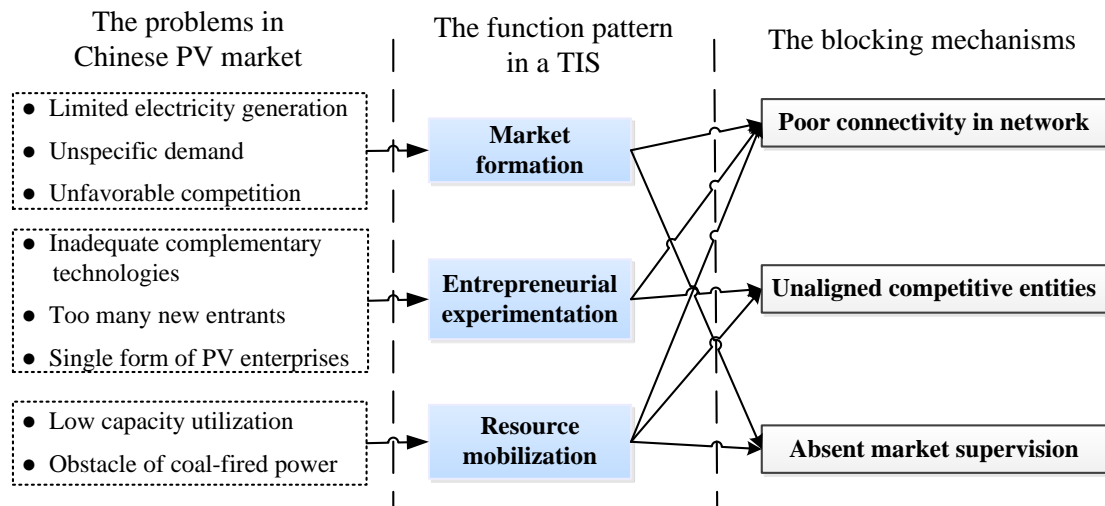 The problems in
Chinese PV market
The function pattern
in a TIS
The blocking mechanisms
● Limited electricity generation
● Unspecific demand
● Unfavorable competition
● Inadequate complementary
technologies
● Too many new entrants
● Single form of PV enterprises
● Low capacity utilization
● Obstacle of coal-fired power
Market
formation
Entrepreneurial
experimentation
Resource
mobilization
Poor connectivity in network
Unaligned competitive entities
Absent market supervision